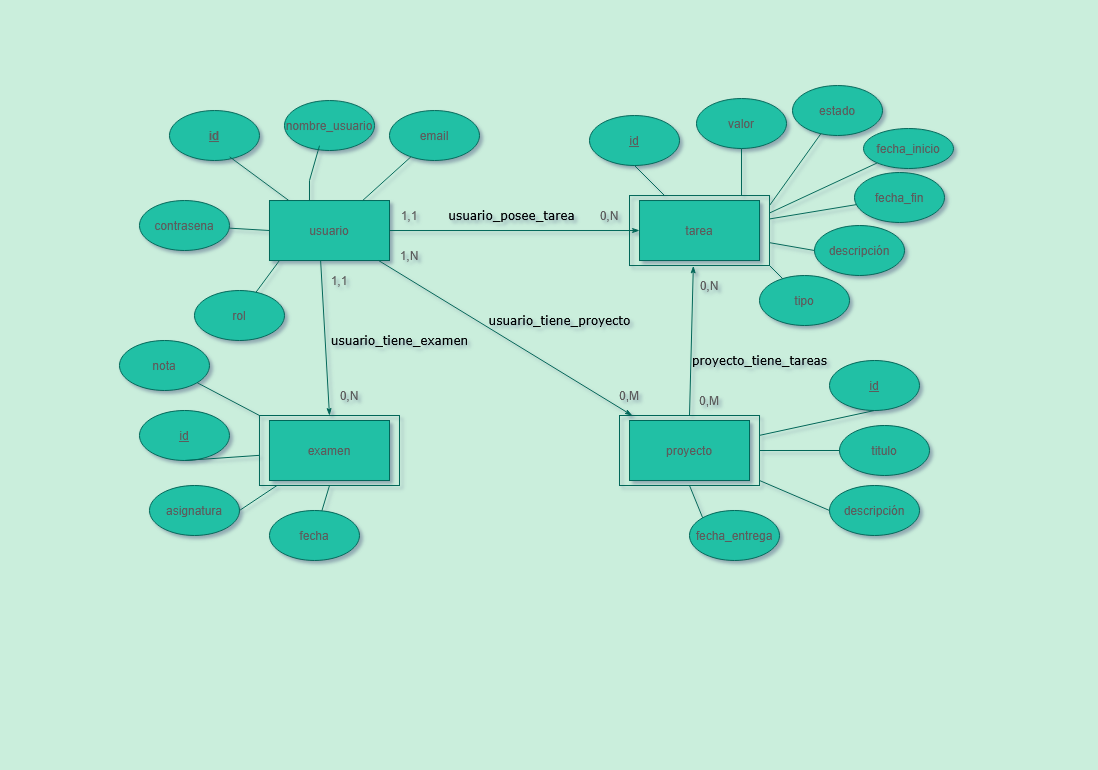 id
nombre_usuario
email
contrasena
usuario
rol
1,1
usuario_posee_tarea
0,N
1,N
1,1
id
valor
estado
fecha_inicio
fecha_fin
tarea
descripción
tipo
0,N
usuario_tiene_proyecto
usuario_tiene_examen
proyecto_tiene_tareas
nota
0,N
0,M
0,M
id
id
examen
proyecto
titulo
asignatura
descripción
fecha
fecha_entrega